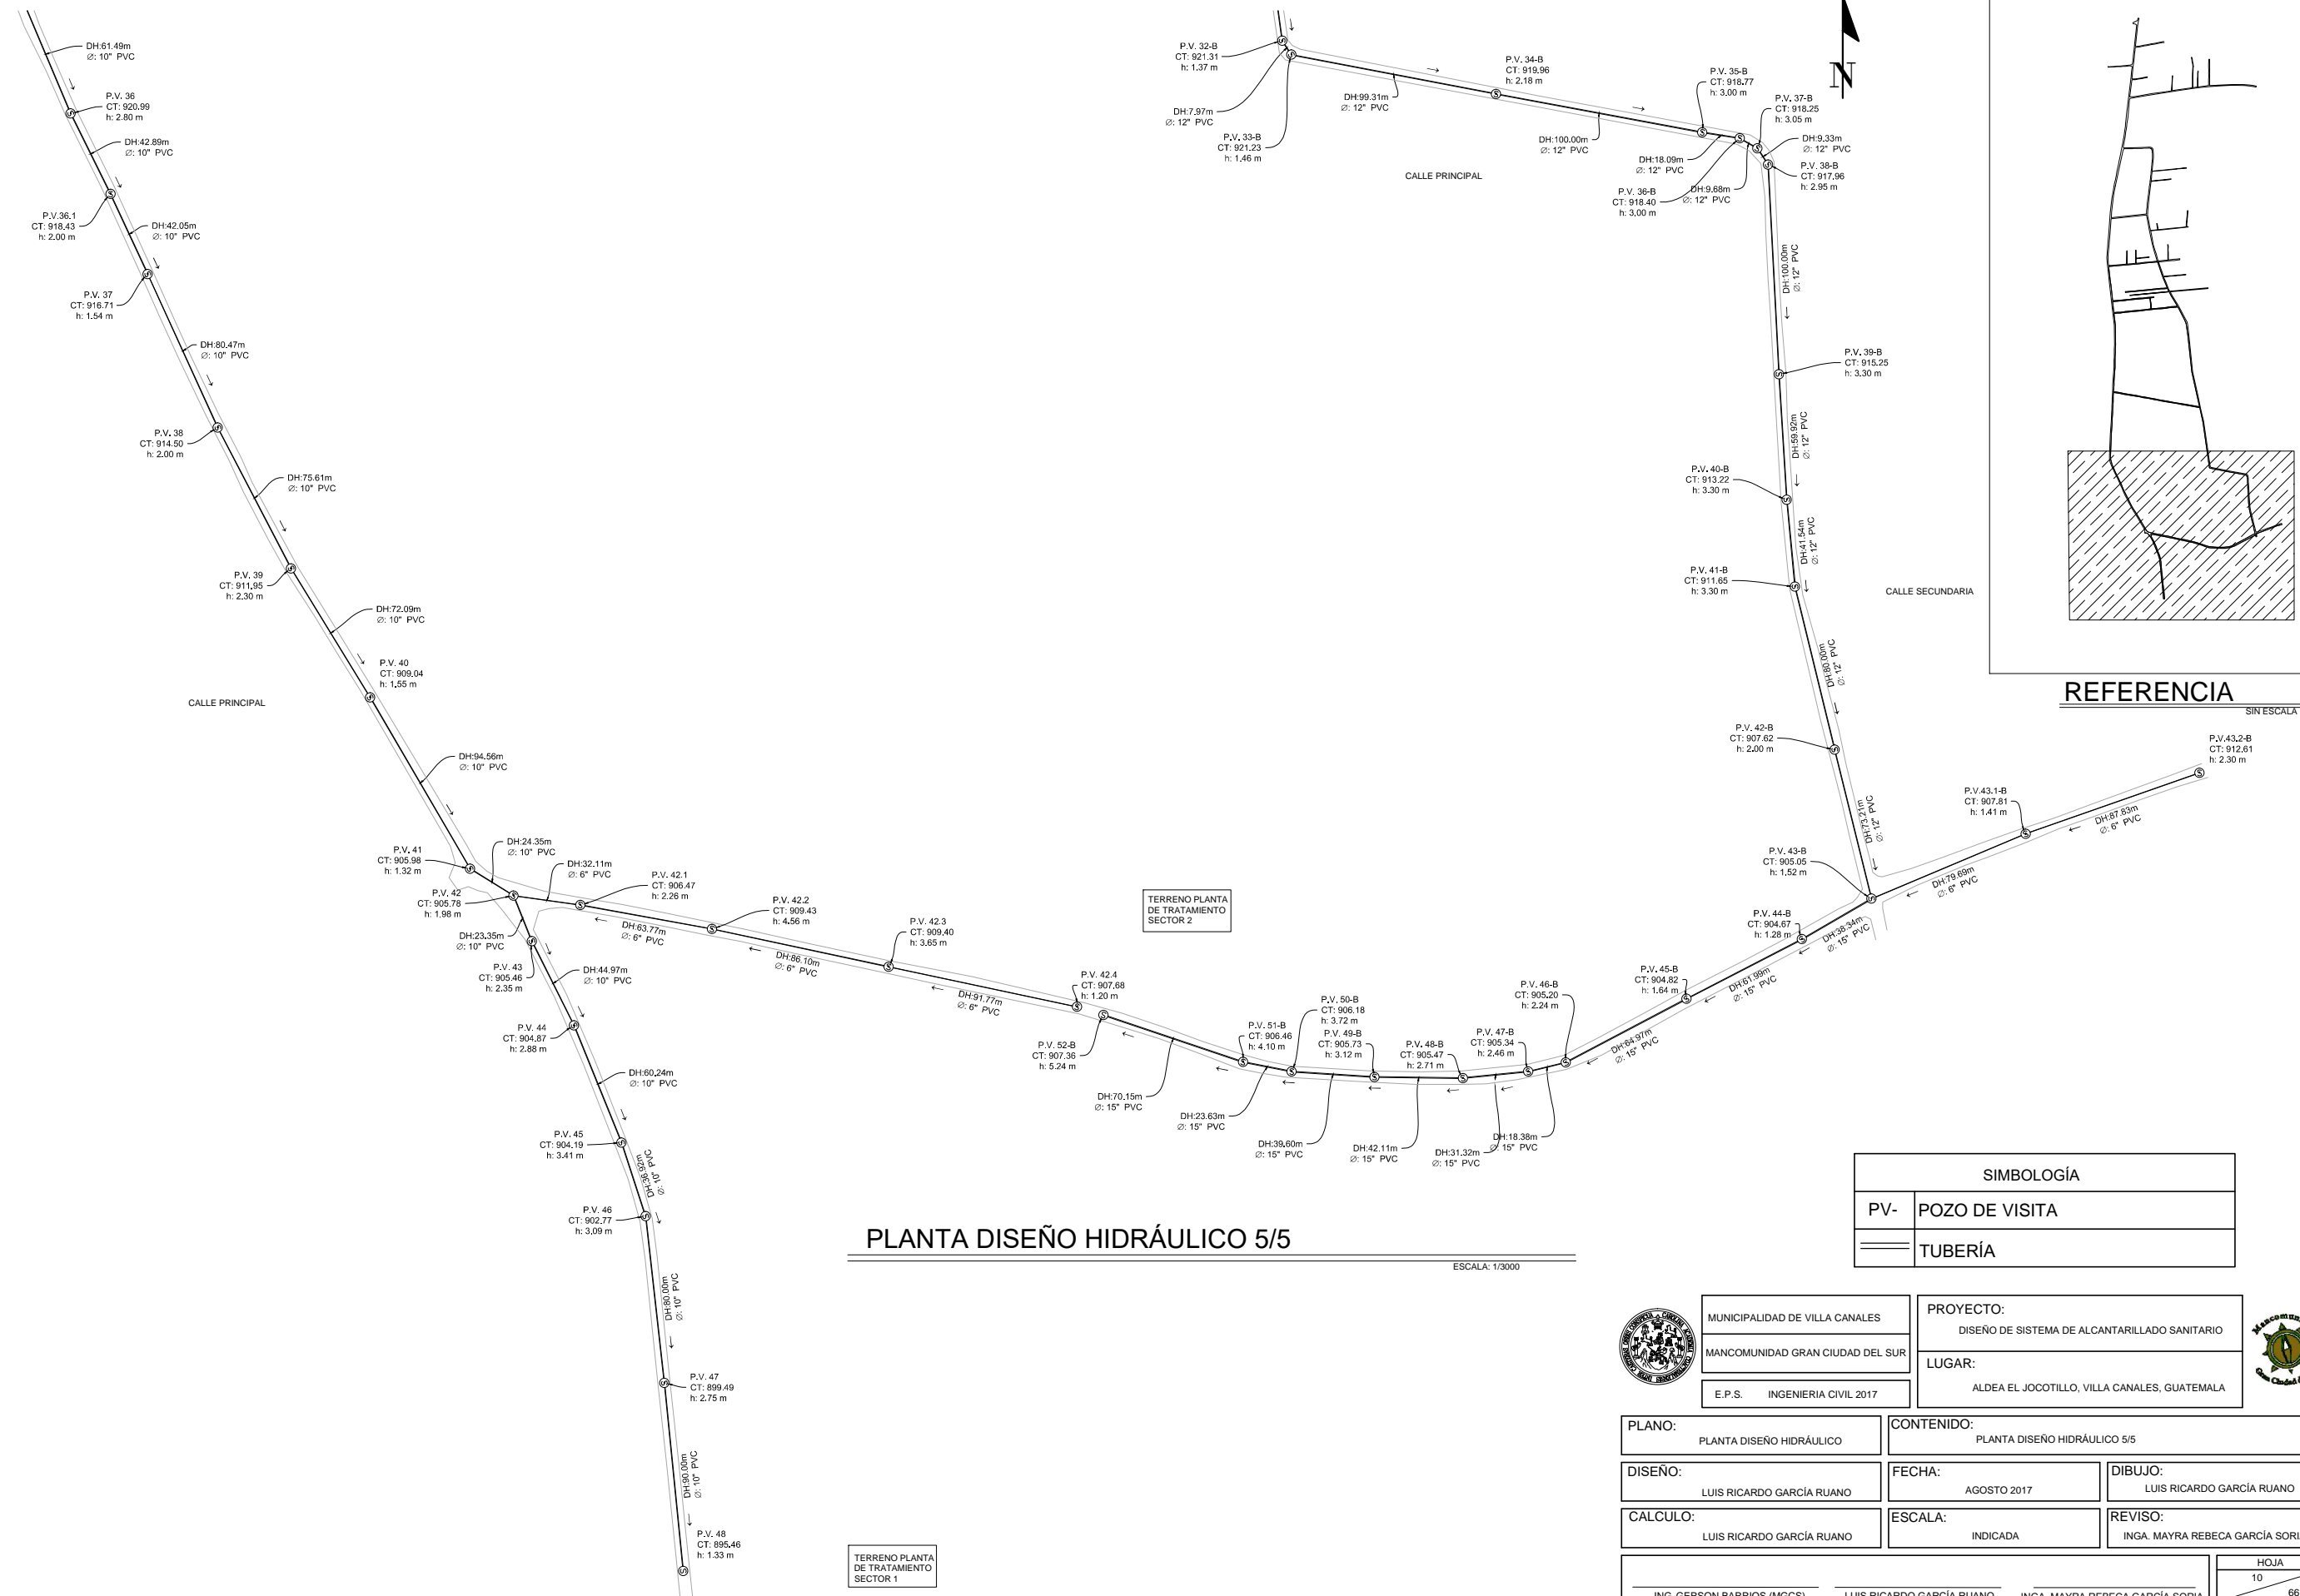 DH:61.49m
Ø: 10" PVC
P.V. 36
CT: 920.99
h: 2.80 m
DH:42.89m
Ø: 10" PVC
P.V.36.1
CT: 918.43
h: 2.00 m
DH:42.05m
Ø: 10" PVC
P.V. 37
CT: 916.71
h: 1.54 m
DH:80.47m
Ø: 10" PVC
P.V. 38
CT: 914.50
h: 2.00 m
DH:75.61m
Ø: 10" PVC
P.V. 39
CT: 911.95
h: 2.30 m
DH:72.09m
Ø: 10" PVC
P.V. 40
CT: 909.04
h: 1.55 m
CALLE PRINCIPAL
DH:94.56m
Ø: 10" PVC
P.V. 41
CT: 905.98
h: 1.32 m
DH:24.35m
Ø: 10" PVC
P.V. 42
CT: 905.78
h: 1.98 m
DH:32.11m
Ø: 6" PVC
P.V. 42.1
CT: 906.47
h: 2.26 m
DH:63.77m
Ø: 6" PVC
P.V. 42.2
CT: 909.43
h: 4.56 m
DH:86.10m
Ø: 6" PVC
P.V. 42.3
CT: 909.40
h: 3.65 m
DH:91.77m
Ø: 6" PVC
P.V. 42.4
CT: 907.68
h: 1.20 m
DH:23.35m
Ø: 10" PVC
P.V. 43
CT: 905.46
h: 2.35 m
DH:44.97m
Ø: 10" PVC
P.V. 44
CT: 904.87
h: 2.88 m
DH:60.24m
Ø: 10" PVC
P.V. 45
CT: 904.19
h: 3.41 m
DH:36.92m
Ø: 10" PVC
P.V. 46
CT: 902.77
h: 3.09 m
DH:80.00m
Ø: 10" PVC
P.V. 47
CT: 899.49
h: 2.75 m
DH:90.00m
Ø: 10" PVC
P.V. 48
CT: 895.46
h: 1.33 m
TERRENO PLANTA
DE TRATAMIENTO
SECTOR 1
P.V. 32-B
CT: 921.31
h: 1.37 m
DH:7.97m
Ø: 12" PVC
P.V. 33-B
CT: 921.23
h: 1.46 m
DH:99.31m
Ø: 12" PVC
P.V. 34-B
CT: 919.96
h: 2.18 m
CALLE PRINCIPAL
DH:100.00m
Ø: 12" PVC
P.V. 35-B
CT: 918.77
h: 3.00 m
DH:18.09m
Ø: 12" PVC
P.V. 36-B
CT: 918.40
h: 3.00 m
DH:9.68m
Ø: 12" PVC
P.V. 37-B
CT: 918.25
h: 3.05 m
DH:9.33m
Ø: 12" PVC
P.V. 38-B
CT: 917.96
h: 2.95 m
N
DH:100.00m
Ø: 12" PVC
P.V. 39-B
CT: 915.25
h: 3.30 m
DH:59.92m
Ø: 12" PVC
P.V. 40-B
CT: 913.22
h: 3.30 m
DH:41.54m
Ø: 12" PVC
P.V. 41-B
CT: 911.65
h: 3.30 m
CALLE SECUNDARIA
DH:80.00m
Ø: 12" PVC
P.V. 42-B
CT: 907.62
h: 2.00 m
DH:73.21m
Ø: 12" PVC
P.V. 43-B
CT: 905.05
h: 1.52 m
P.V.43.2-B
CT: 912.61
h: 2.30 m
DH:87.83m
Ø: 6" PVC
P.V.43.1-B
CT: 907.81
h: 1.41 m
DH:79.69m
Ø: 6" PVC
DH:38.34m
Ø: 15" PVC
P.V. 44-B
CT: 904.67
h: 1.28 m
DH:61.99m
Ø: 15" PVC
P.V. 45-B
CT: 904.82
h: 1.64 m
DH:64.97m
Ø: 15" PVC
P.V. 46-B
CT: 905.20
h: 2.24 m
DH:18.38m
Ø: 15" PVC
P.V. 47-B
CT: 905.34
h: 2.46 m
DH:31.32m
Ø: 15" PVC
P.V. 48-B
CT: 905.47
h: 2.71 m
DH:42.11m
Ø: 15" PVC
P.V. 49-B
CT: 905.73
h: 3.12 m
DH:39.60m
Ø: 15" PVC
P.V. 50-B
CT: 906.18
h: 3.72 m
DH:23.63m
Ø: 15" PVC
P.V. 51-B
CT: 906.46
h: 4.10 m
DH:70.15m
Ø: 15" PVC
P.V. 52-B
CT: 907.36
h: 5.24 m
TERRENO PLANTA
DE TRATAMIENTO
SECTOR 2
REFERENCIA
SIN ESCALA
PLANTA DISEÑO HIDRÁULICO 5/5
ESCALA: 1/3000
SIMBOLOGÍA
PV- POZO DE VISITA
TUBERÍA
MUNICIPALIDAD DE VILLA CANALES
MANCOMUNIDAD GRAN CIUDAD DEL SUR
E.P.S. INGENIERIA CIVIL 2017
PROYECTO:
DISEÑO DE SISTEMA DE ALCANTARILLADO SANITARIO
LUGAR:
ALDEA EL JOCOTILLO, VILLA CANALES, GUATEMALA
PLANO:
PLANTA DISEÑO HIDRÁULICO
CONTENIDO:
PLANTA DISEÑO HIDRÁULICO 5/5
DISEÑO:
LUIS RICARDO GARCÍA RUANO
FECHA:
AGOSTO 2017
DIBUJO:
LUIS RICARDO GARCÍA RUANO
CALCULO:
LUIS RICARDO GARCÍA RUANO
ESCALA:
INDICADA
REVISO:
INGA. MAYRA REBECA GARCÍA SORI
HOJA
10
66
ING. GERSON BARRIOS (MGCS)
LUIS RICARDO GARCÍA RUANO
INGA. MAYRA REBECA GARCÍA SORIA